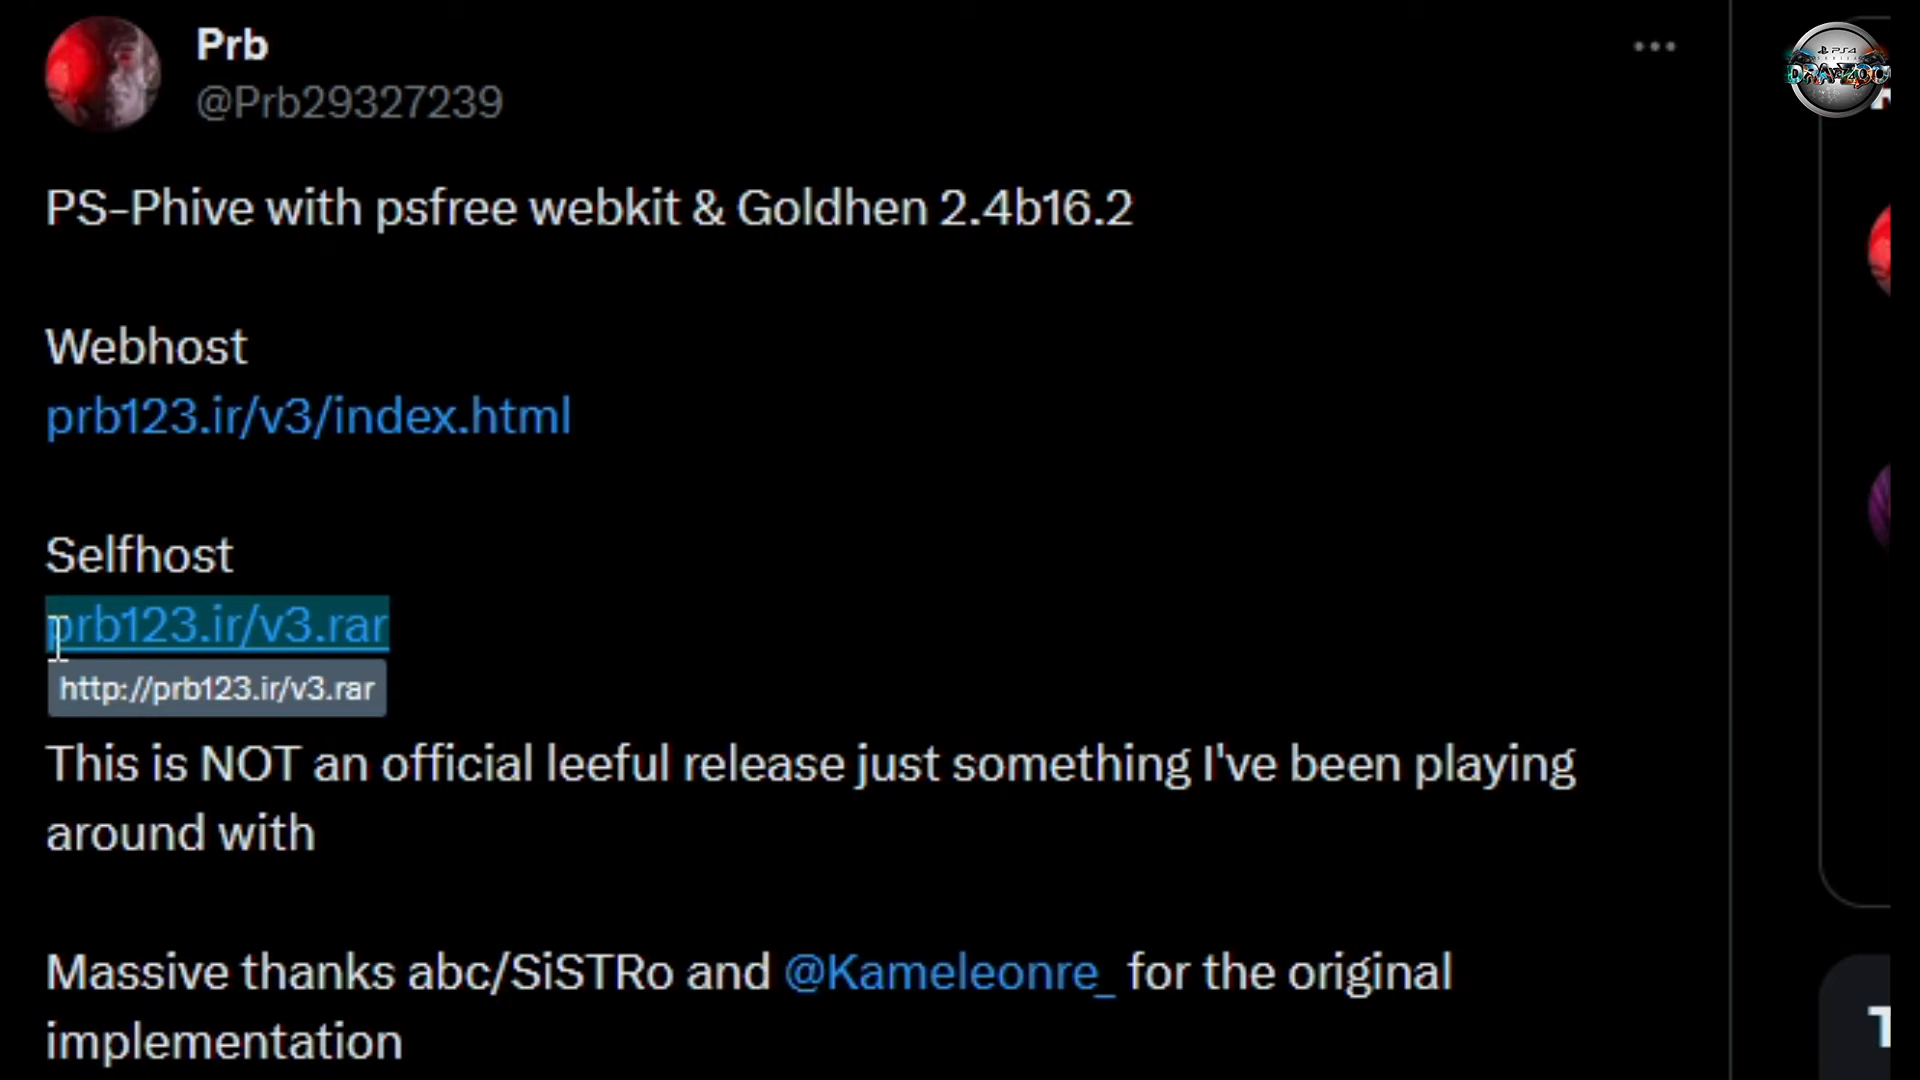 Prb
@Prb29327239
PS-Phive with psfree webkit & Goldhen 2.4b16.2
Webhost
prb123.ir/v3/index.html
Selfhost
prb123.ir/v3.rar
http://prb123.ir/v3.rar
This is NOT an official leeful release just something I've been playing
around with
Massive thanks abc/SiSTRo and @Kameleonre_ for the original
implementation
PS4